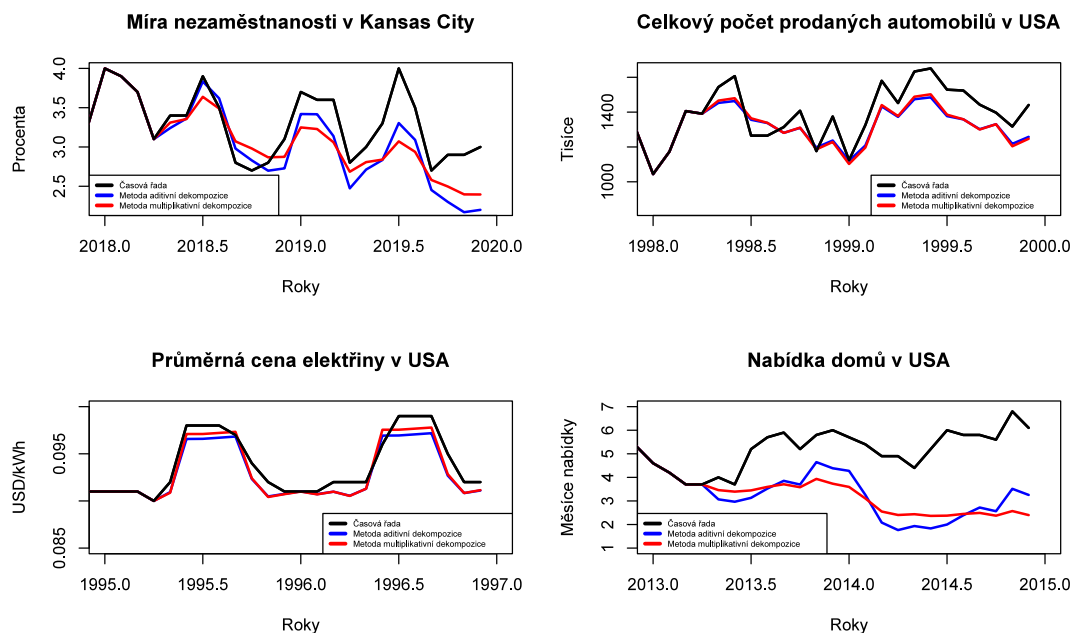 Míra nezaměstnanosti v Kansas City
Procenta
4.0
3.5
3.0
2.5
Časová řada
Metoda aditivní dekompozice
Metoda multiplikativní dekompozice
2018.0 2018.5 2019.0 2019.5 2020.0
Roky
Celkový počet prodaných automobilů v USA
Tisíce
1400
1000
Časová řada
Metoda aditivní dekompozice
Metoda multiplikativní dekompozice
1998.0 1998.5 1999.0 1999.5 2000.0
Roky
Průměrná cena elektřiny v USA
USD/kWh
0.095
0.085
Časová řada
Metoda aditivní dekompozice
Metoda multiplikativní dekompozice
1995.0 1995.5 1996.0 1996.5 1997.0
Roky
Nabídka domů v USA
Měsíce nabídky
7
6
5
4
3
2
1
Časová řada
Metoda aditivní dekompozice
Metoda multiplikativní dekompozice
2013.0 2013.5 2014.0 2014.5 2015.0
Roky